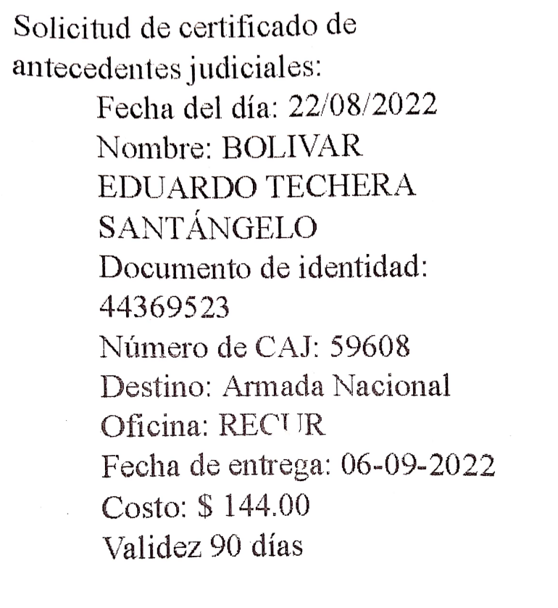 Solicitud de certificado de
antecedentes judiciales:
Fecha del día: 22/08/2022
Nombre: BOLIVAR
EDUARDO TECHERA
SANTÁNGELO
Documento de identidad:
44369523
Número de CAJ: 59608
Destino: Armada Nacional
Oficina:
Fecha de entrega: 06-09-2022
Costo: $ 144.00
Validez 90 días